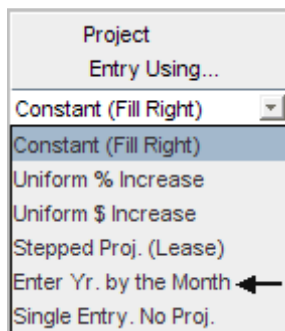 Project
Entry Using...
Constant (Fill Right)
Constant (Fill Right)
Uniform % Increase
Uniform $ Increase
Stepped Proj. (Lease)
Enter Yr. by the Month
Single Entry. No Proj.